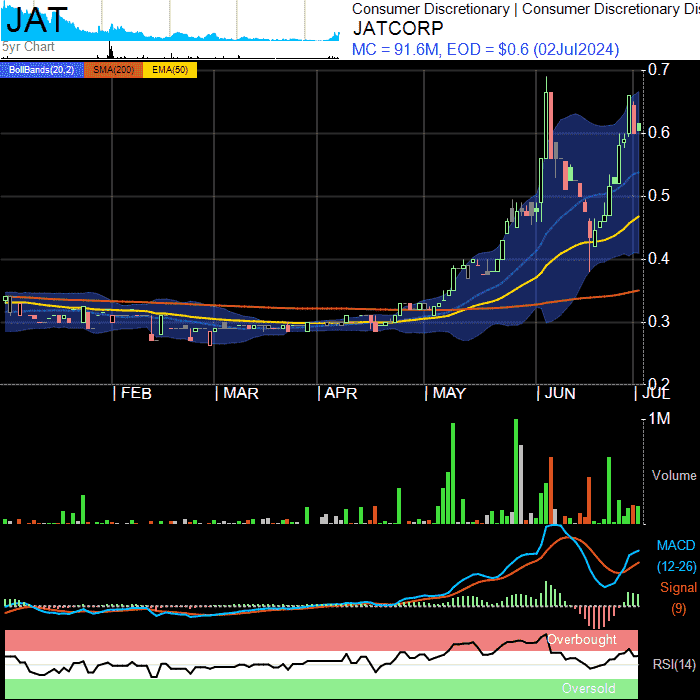 JAT
5yr Chart
Consumer Discretionary | Consumer Discretionary Dis
JATCORP
MC = 91.6M, EOD = $0.6 (02Jul2024)
BollBands(20,2) SMA(200) EMA(50)
0.7
0.6
0.5
0.4
0.3
0.2
| FEB | MAR | APR | MAY | JUN | JUL
1M
Volume
MACD
(12-26)
Signal
(9)
Overbought
RSI(14)
Oversold